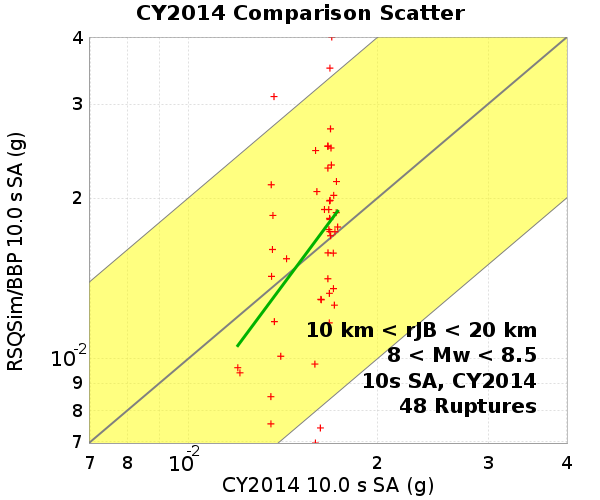 CY2014 Comparison Scatter
RSQSim/BBP 10.0 s SA (g)
4
3
2
10-2
9
8
7
10 km < rJB < 20 km
8 < Mw < 8.5
10s SA, CY2014
48 Ruptures
7 8 10-2 2 3 4
CY2014 10.0 s SA (g)